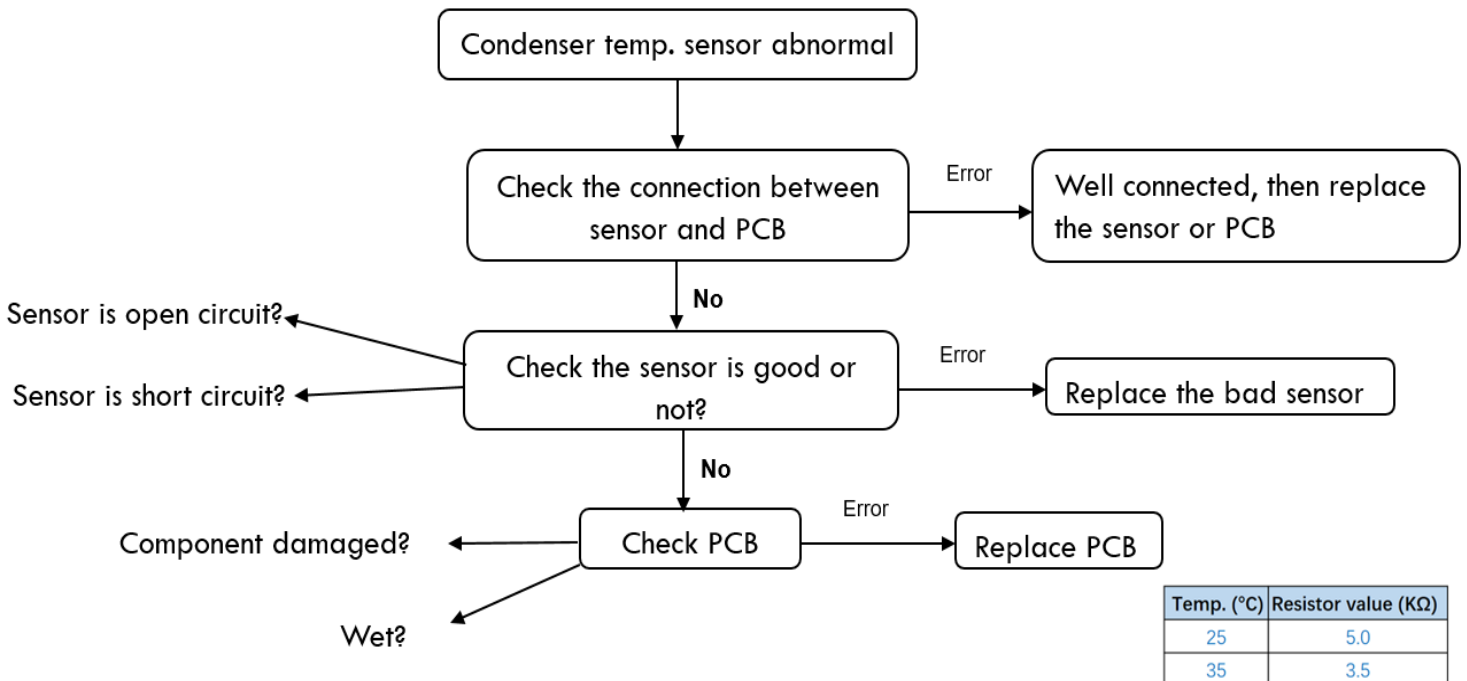 Condenser temp. sensor abnormal
Check the connection between
sensor and PCB
Error
Well connected, then replace
the sensor or PCB
No
Sensor is open circuit?
Sensor is short circuit?
Check the sensor is good or
not?
Error
Replace the bad sensor
No
Component damaged?
Wet?
Check PCB
Error
Replace PCB
Temp. (°C) Resistor value (KΩ)
25 5.0
35 3.5